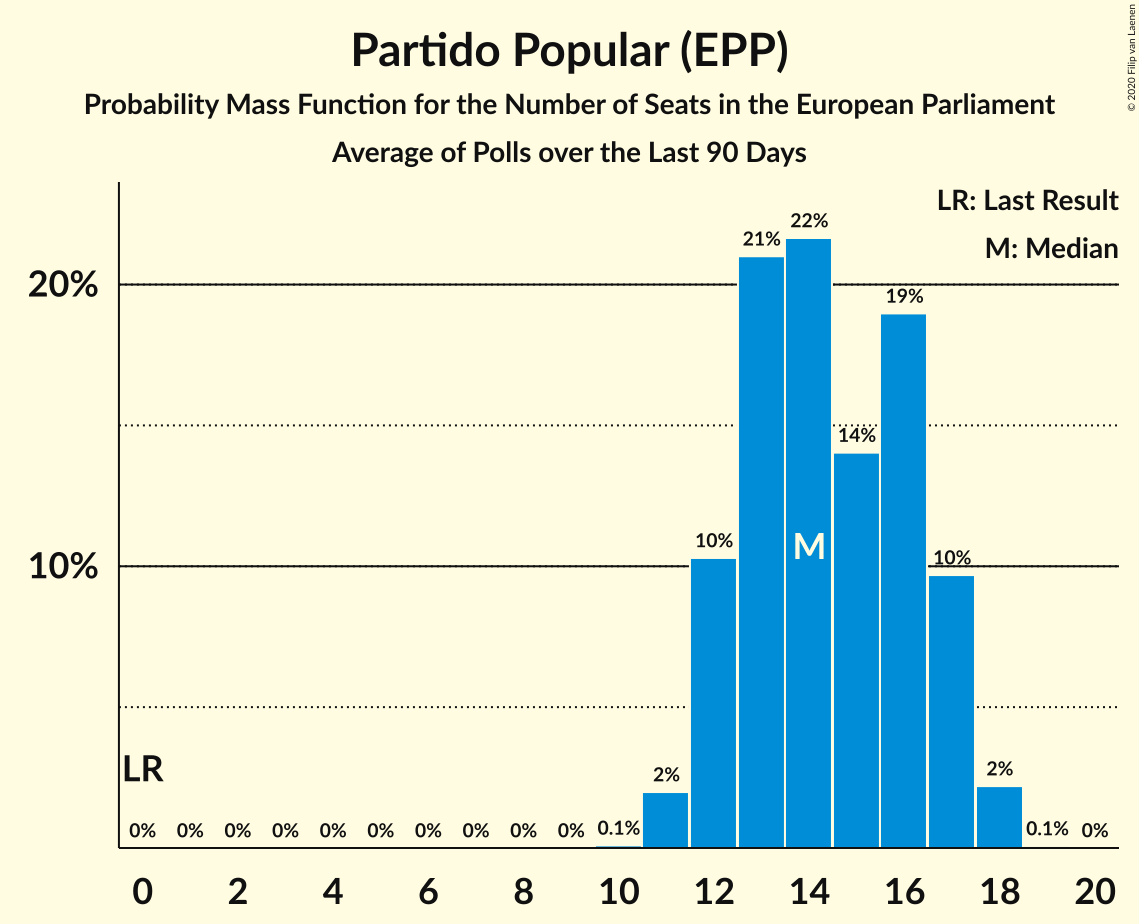 Partido Popular (EPP)
Probability Mass Function for the Number of Seats in the European Parliament
Average of Polls over the Last 90 Days
© 2020 Filip van Laenen
LR: Last Result
M: Median
20%
10%
22%
21%
19%
14%
10%
10%
M
LR
2%
2%
0% 0% 0% 0% 0% 0% 0% 0% 0% 0% 0.1% 0.1% 0%
0 2 4 6 8 10 12 14 16 18 20